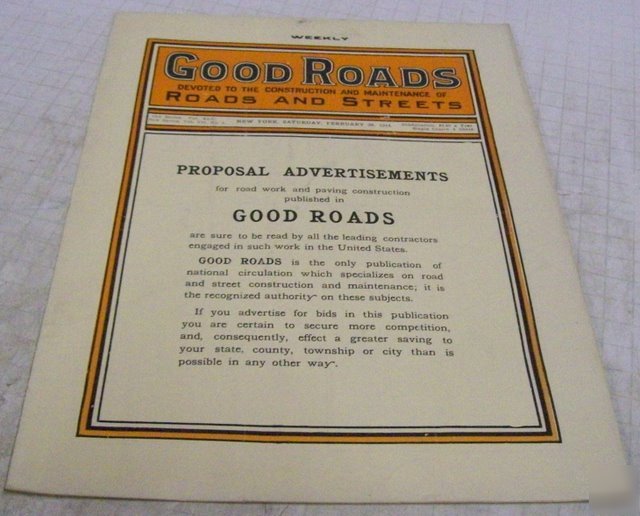 WEEKLY
GOOD ROADS
DEVOTED TO THE CONSTRUCTION AND MAINTENANCE OF
ROADS AND STREETS
NEW YORK, SATURDAY, FEBRUARY
PROPOSAL ADVERTISEMENTS
for road work and paving construction
published in
GOOD ROADS
are sure to be read by all the leading contractors
engaged in such work in the United States.
GOOD ROADS is the only publication of
national circulation which specializes on road
and street construction and maintenance; it is
the recognized authority on these subjects.
If you advertise for bids in this publication
you are certain to secure more competition,
and, consequently, effect a greater saving to
your state, county, township or city than is
possible in any other way.